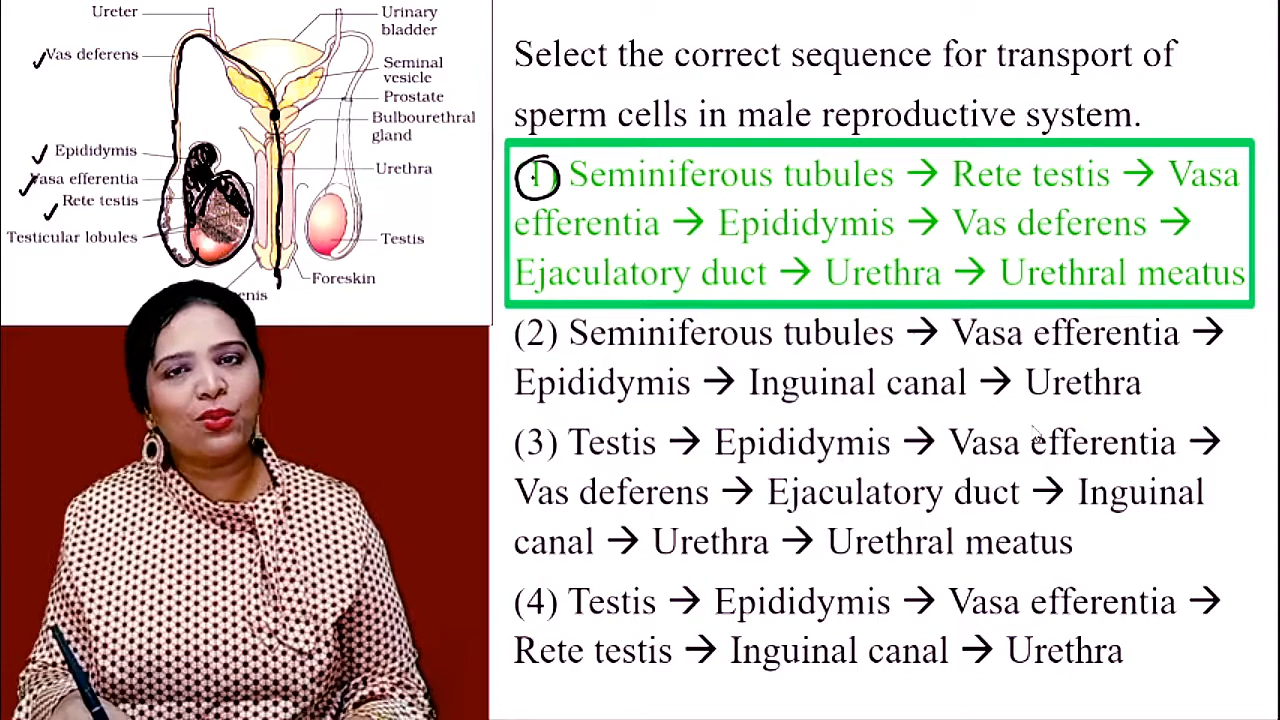 Ureter
Urinary
bladder
Vas deferens
Seminal
vesicle
Prostate
Bulbourethral
gland
Epididymis
Urethra
Vasa efferentia
Rete testis
Testicular lobules
Testis
Foreskin
enis
Select the correct sequence for transport of
sperm cells in male reproductive system.
(1) Seminiferous tubules → Rete testis → Vasa
efferentia → Epididymis → Vas deferens →
Ejaculatory duct → Urethra → Urethral meatus
(2) Seminiferous tubules → Vasa efferentia →
Epididymis → Inguinal canal → Urethra
(3) Testis → Epididymis → Vasa efferentia →
Vas deferens → Ejaculatory duct → Inguinal
canal → Urethra → Urethral meatus
(4) Testis → Epididymis → Vasa efferentia →
Rete testis → Inguinal canal → Urethra